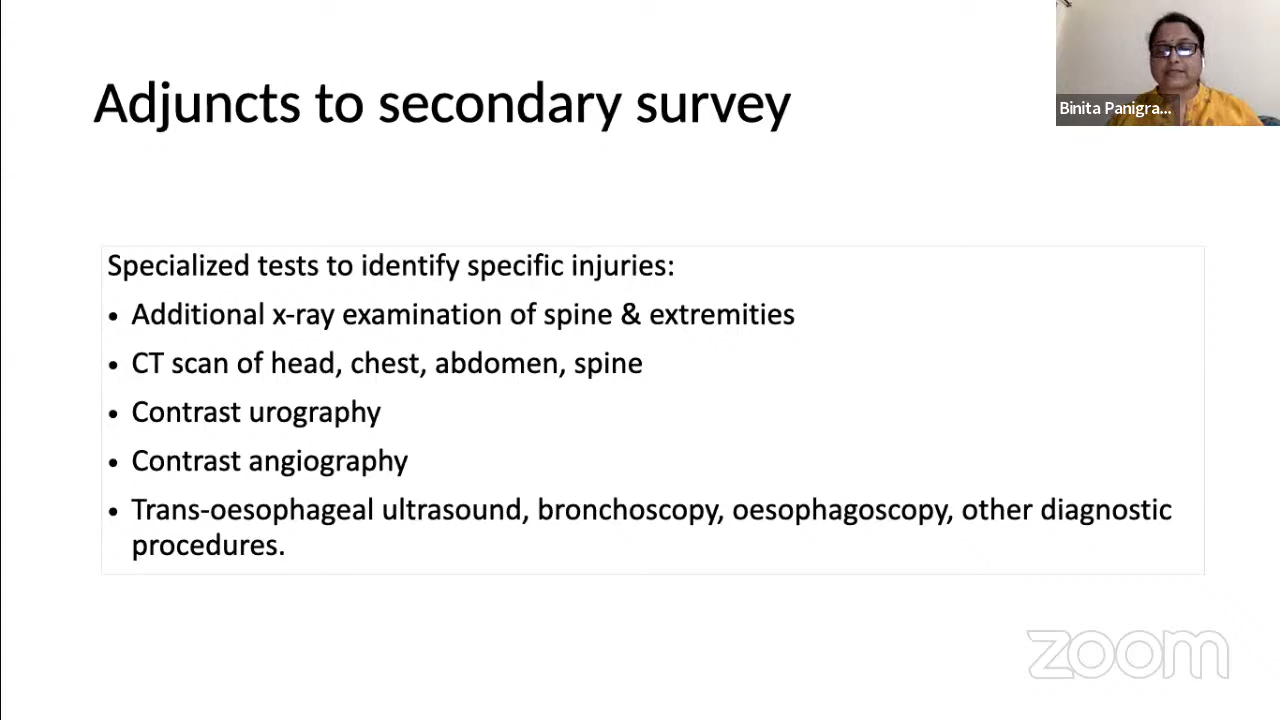 Adjuncts to secondary survey
Binita Panigra...
Specialized tests to identify specific injuries:
• Additional x-ray examination of spine & extremities
• CT scan of head, chest, abdomen, spine
• Contrast urography
• Contrast angiography
• Trans-oesophageal ultrasound, bronchoscopy, oesophagoscopy, other diagnostic
procedures.
zoom